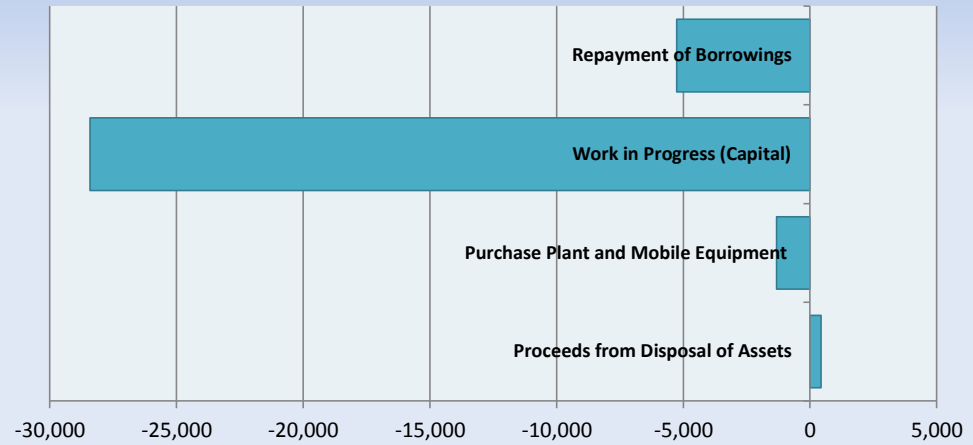 Repayment of Borrowings
Work in Progress (Capital)
Purchase Plant and Mobile Equipment
Proceeds from Disposal of Assets
-30,000 -25,000 -20,000 -15,000 -10,000 -5,000 0 5,000